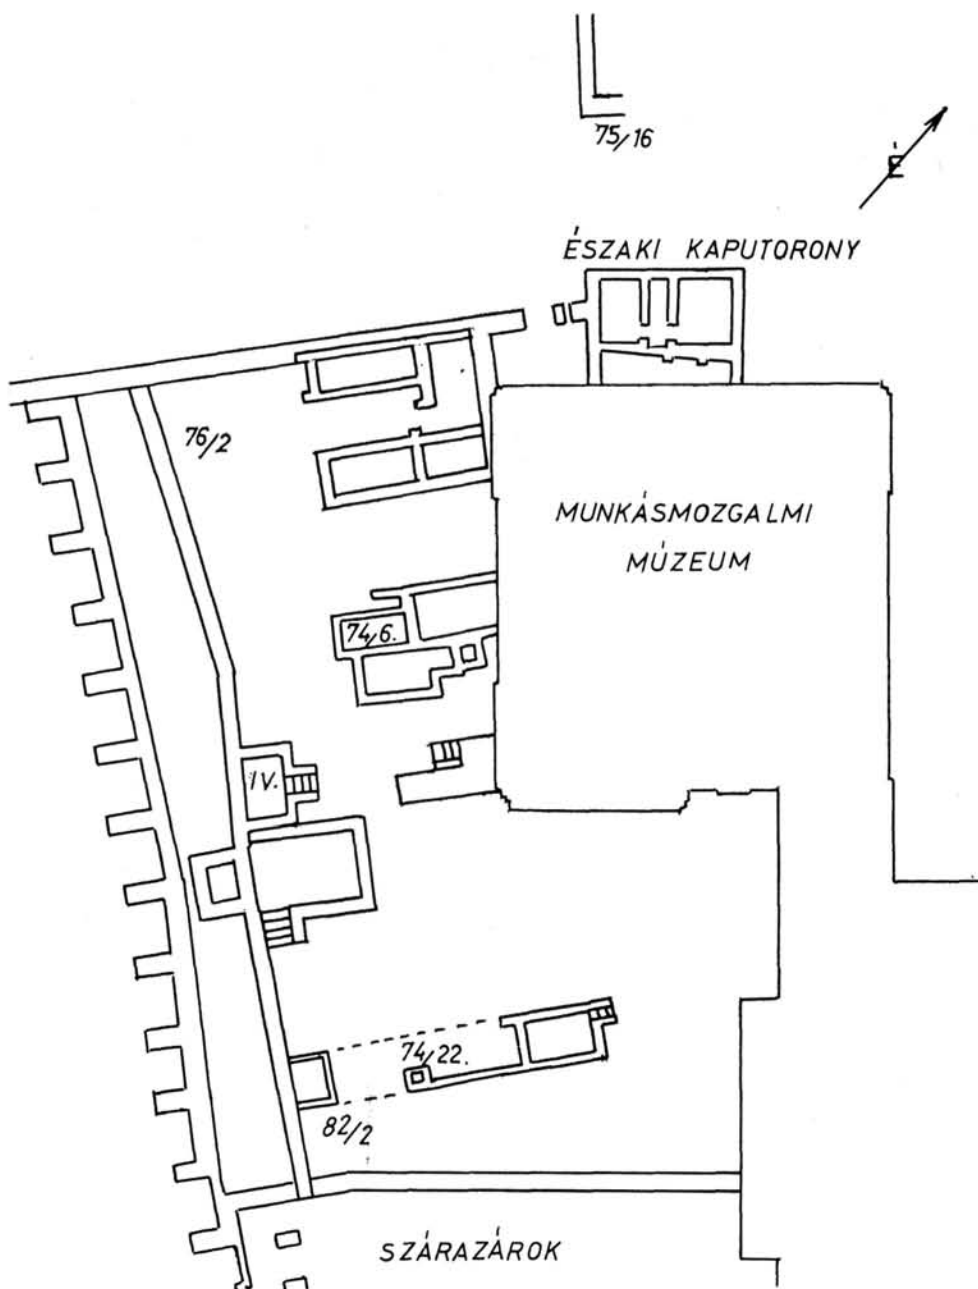 75/16
É
ÉSZAKI KAPUTORONY
76/2
MUNKÁSMOZGALMI
MÚZEUM
74/6.
IV.
74/22.
82/2
SZÁRAZÁROK